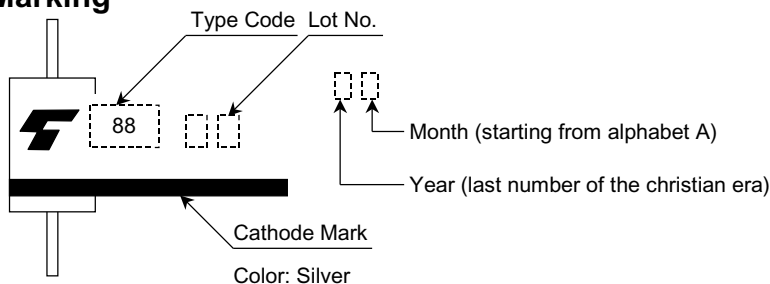 Marking
Type Code
Lot No.
88
Month (starting from alphabet A)
Year (last number of the christian era)
Cathode Mark
Color: Silver